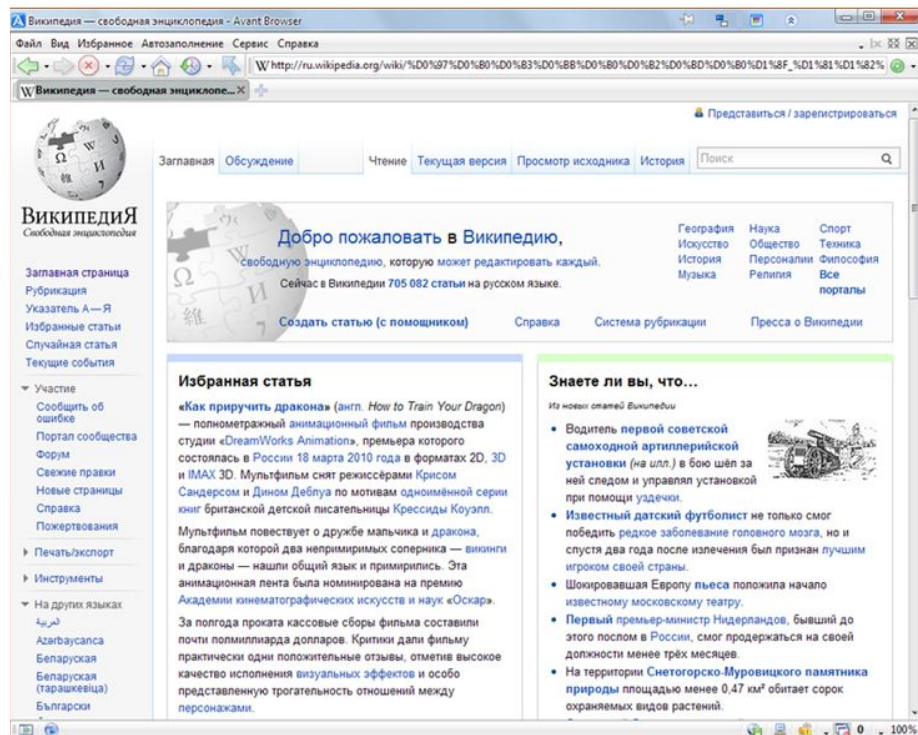 Википедия — свободная энциклопедия - Avant Browser
Файл Вид Избранное Автозаполнение Сервис Справка
http://ru.wikipedia.org/wiki/%D0%97%D0%B0%D0%B3%D0%BB%D0%B0%D0%B2%D0%BD%D0%B0%D1%8F_%D1%81%D1%82%
Википедия — свободная энциклопе...
Представиться / зарегистрироваться
Заглавная Обсуждение Чтение Текущая версия Просмотр исходника История Поиск
ВикипедиЯ
Свободная энциклопедия
Заглавная страница
Рубрикация
Указатель А — Я
Избранные статьи
Случайная статья
Текущие события
Участие
Сообщить об
ошибке
Портал сообщества
Форум
Свежие правки
Новые страницы
Справка
Пожертвования
Печать/экспорт
Инструменты
На других языках
العربية
Azərbaycanca
Беларуская
Беларуская
(тарашкевіца)
Български
Добро пожаловать в Википедию,
свободную энциклопедию, которую может редактировать каждый.
Сейчас в Википедии 705 082 статьи на русском языке.
География Наука Спорт
Искусство Общество Техника
История Персоналии Философия
Музыка Религия Все
порталы
Создать статью (с помощником) Справка Система рубрикации Пресса о Википедии
Избранная статья
«Как приручить дракона» (англ. How to Train Your Dragon)
— полнометражный анимационный фильм производства
студии «DreamWorks Animation», премьера которого
состоялась в России 18 марта 2010 года в форматах 2D, 3D
и IMAX 3D. Мультфильм снят режиссёрами Крисом
Сандерсом и Дином Деблуа по мотивам одноимённой серии
книг британской детской писательницы Крессиды Коуэлл.
Мультфильм повествует о дружбе мальчика и дракона,
благодаря которой два непримиримых соперника — викинги
и драконы — нашли общий язык и примирились. Эта
анимационная лента была номинирована на премию
Академии кинематографических искусств и наук «Оскар».
За полгода проката кассовые сборы фильма составили
почти полмиллиарда долларов. Критики дали фильму
практически одни положительные отзывы, отметив высокое
качество исполнения визуальных эффектов и особо
представленную трогательность отношений между
персонажами.
Знаете ли вы, что…
Из новых статей Википедии
Водитель первой советской
самоходной артиллерийской
установки (на илл.) в бою шёл за
ней следом и управлял установкой
при помощи уздечки.
Известный датский футболист не только смог
победить редкое заболевание головного мозга, но и
спустя два года после излечения был признан лучшим
игроком своей страны.
Шокировавшая Европу пьеса положила начало
известному московскому театру.
Первый премьер-министр Нидерландов, бывший до
этого послом в России, смог продержаться на своей
должности менее трёх месяцев.
На территории Снетогорско-Муровицкого памятника
природы площадью менее 0,47 км² обитает сорок
охраняемых видов растений.
0 100%